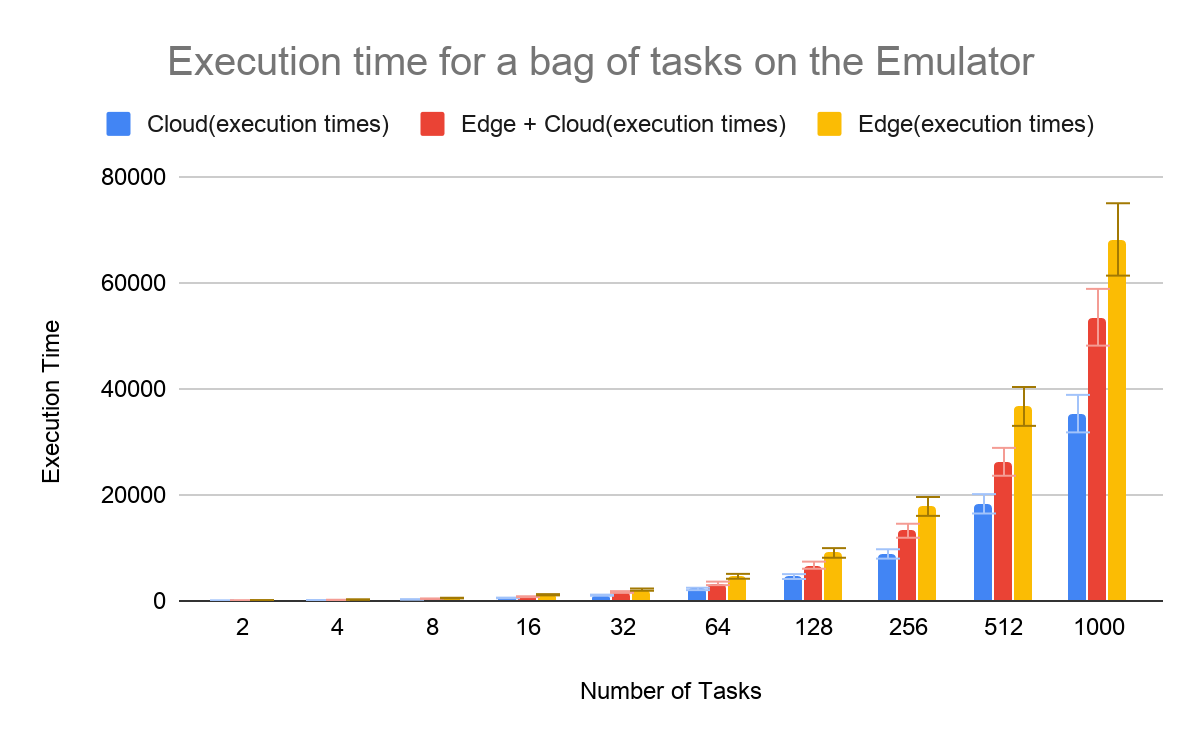 Execution time for a bag of tasks on the Emulator
Cloud(execution times) Edge + Cloud(execution times) Edge(execution times)
80000
60000
40000
20000
0
Execution Time
2 4 8 16 32 64 128 256 512 1000
Number of Tasks